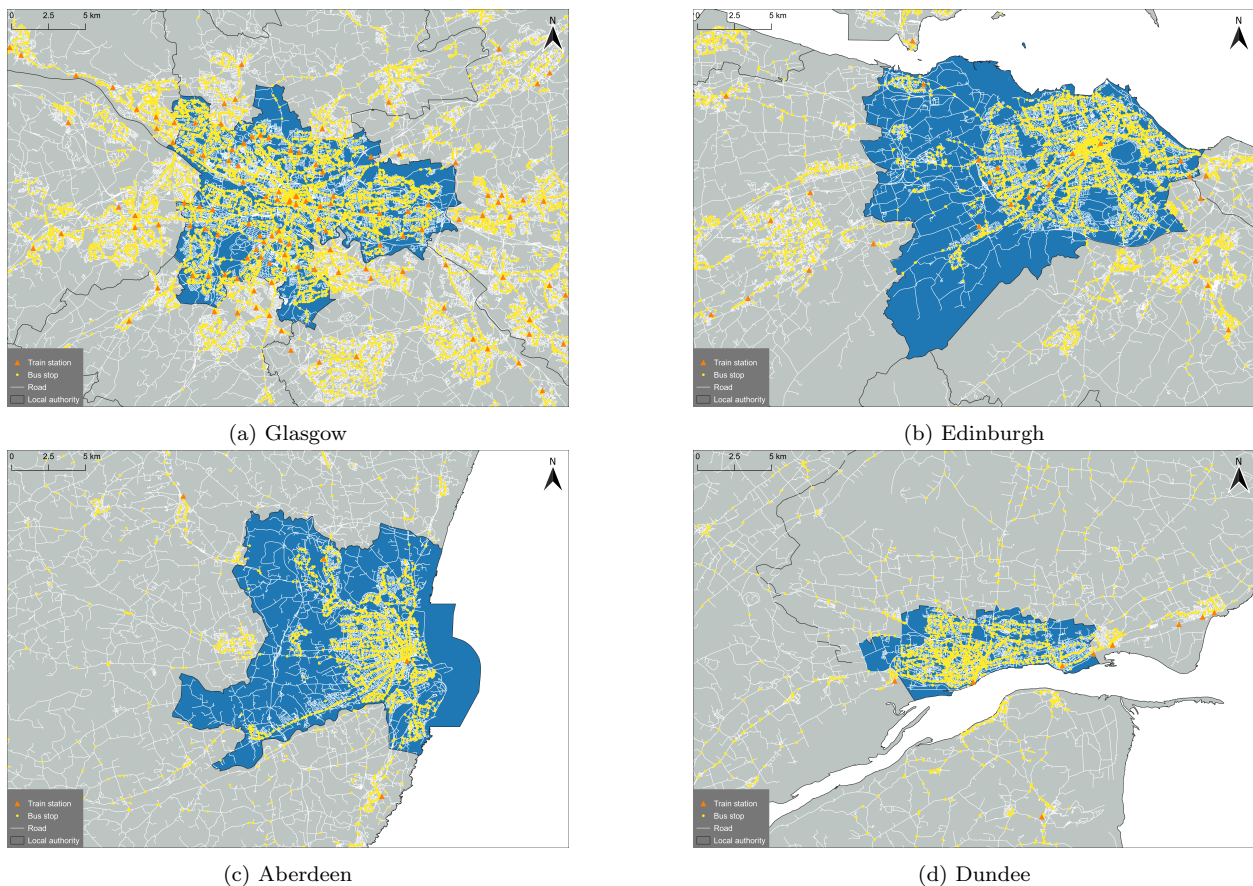 0 2.5 5 km
N
Train station
Bus stop
Road
Local authority
(a) Glasgow
0 2.5 5 km
N
Train station
Bus stop
Road
Local authority
(b) Edinburgh
0 2.5 5 km
N
Train station
Bus stop
Road
Local authority
(c) Aberdeen
0 2.5 5 km
N
Train station
Bus stop
Road
Local authority
(d) Dundee